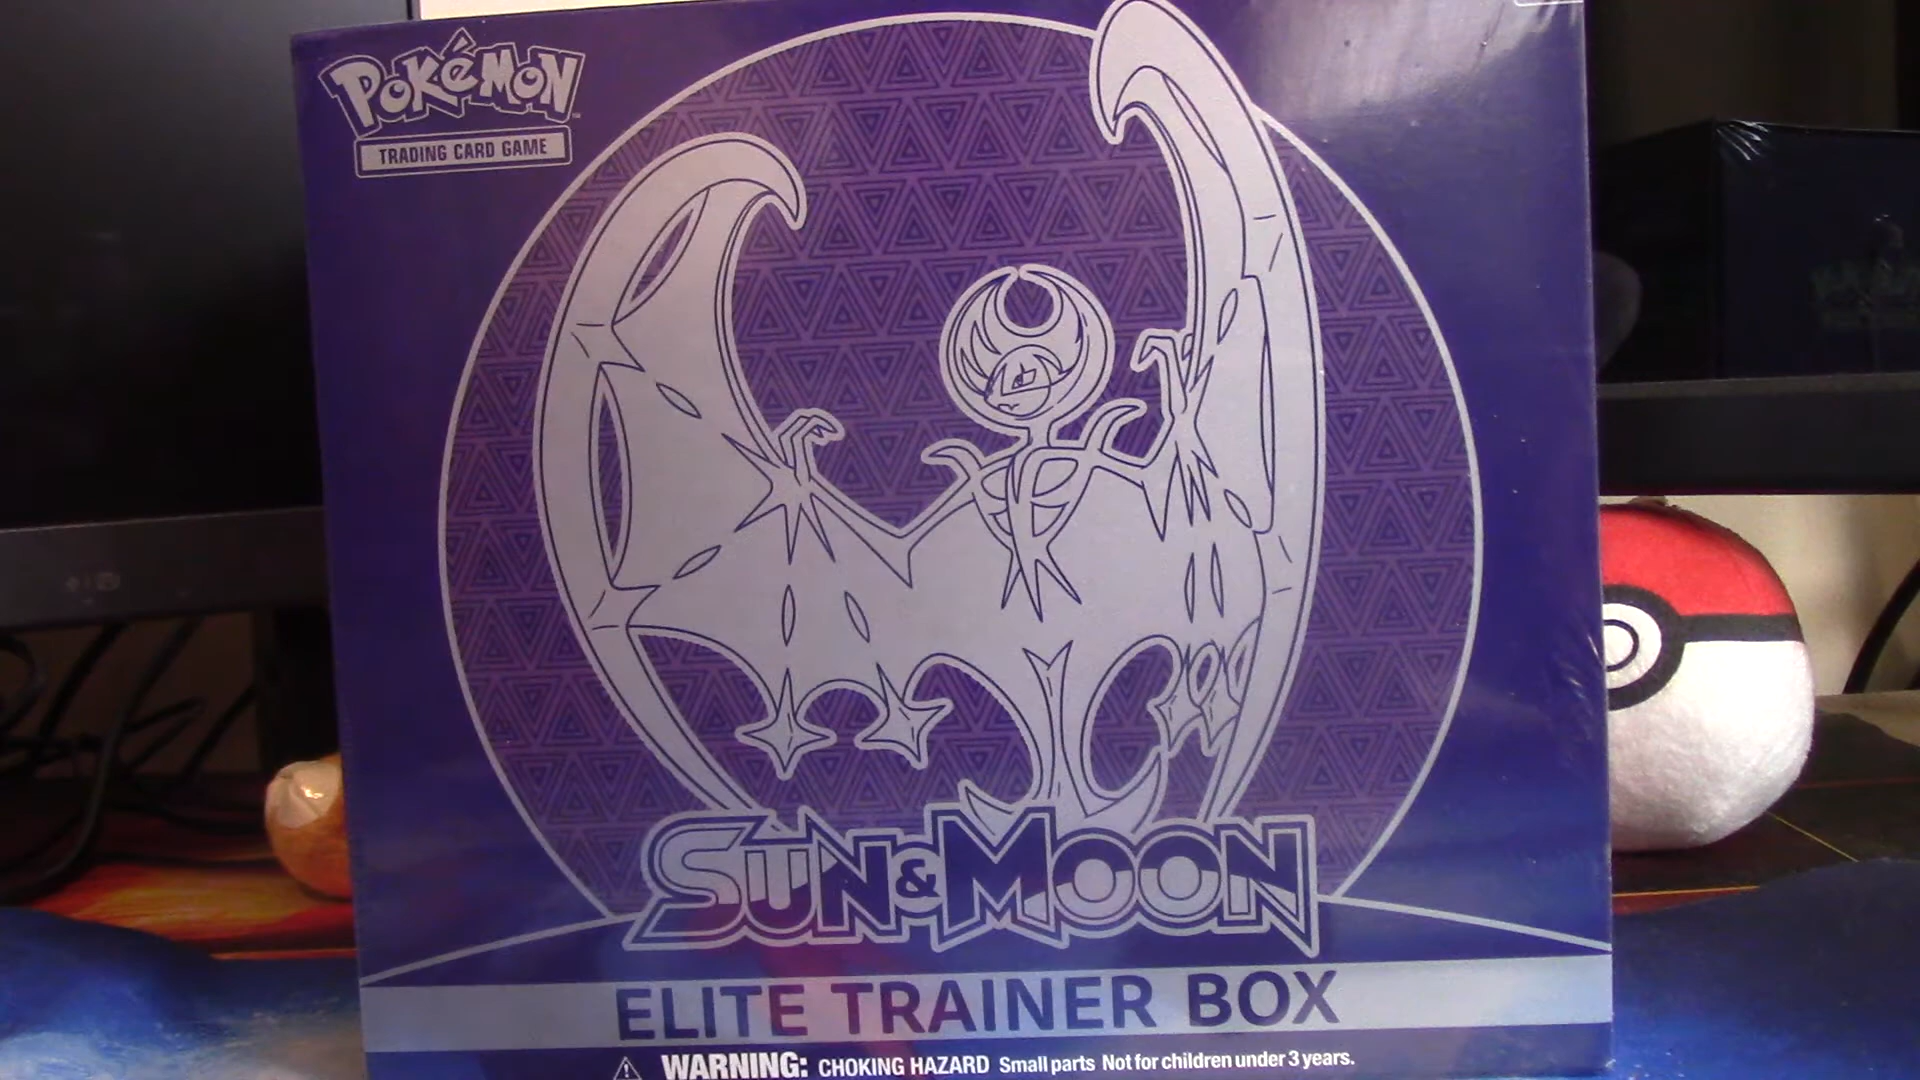 POKéMON
TRADING CARD GAME
SUN & MOON
ELITE TRAINER BOX
WARNING: CHOKING HAZARD Small parts Not for children under 3 years.